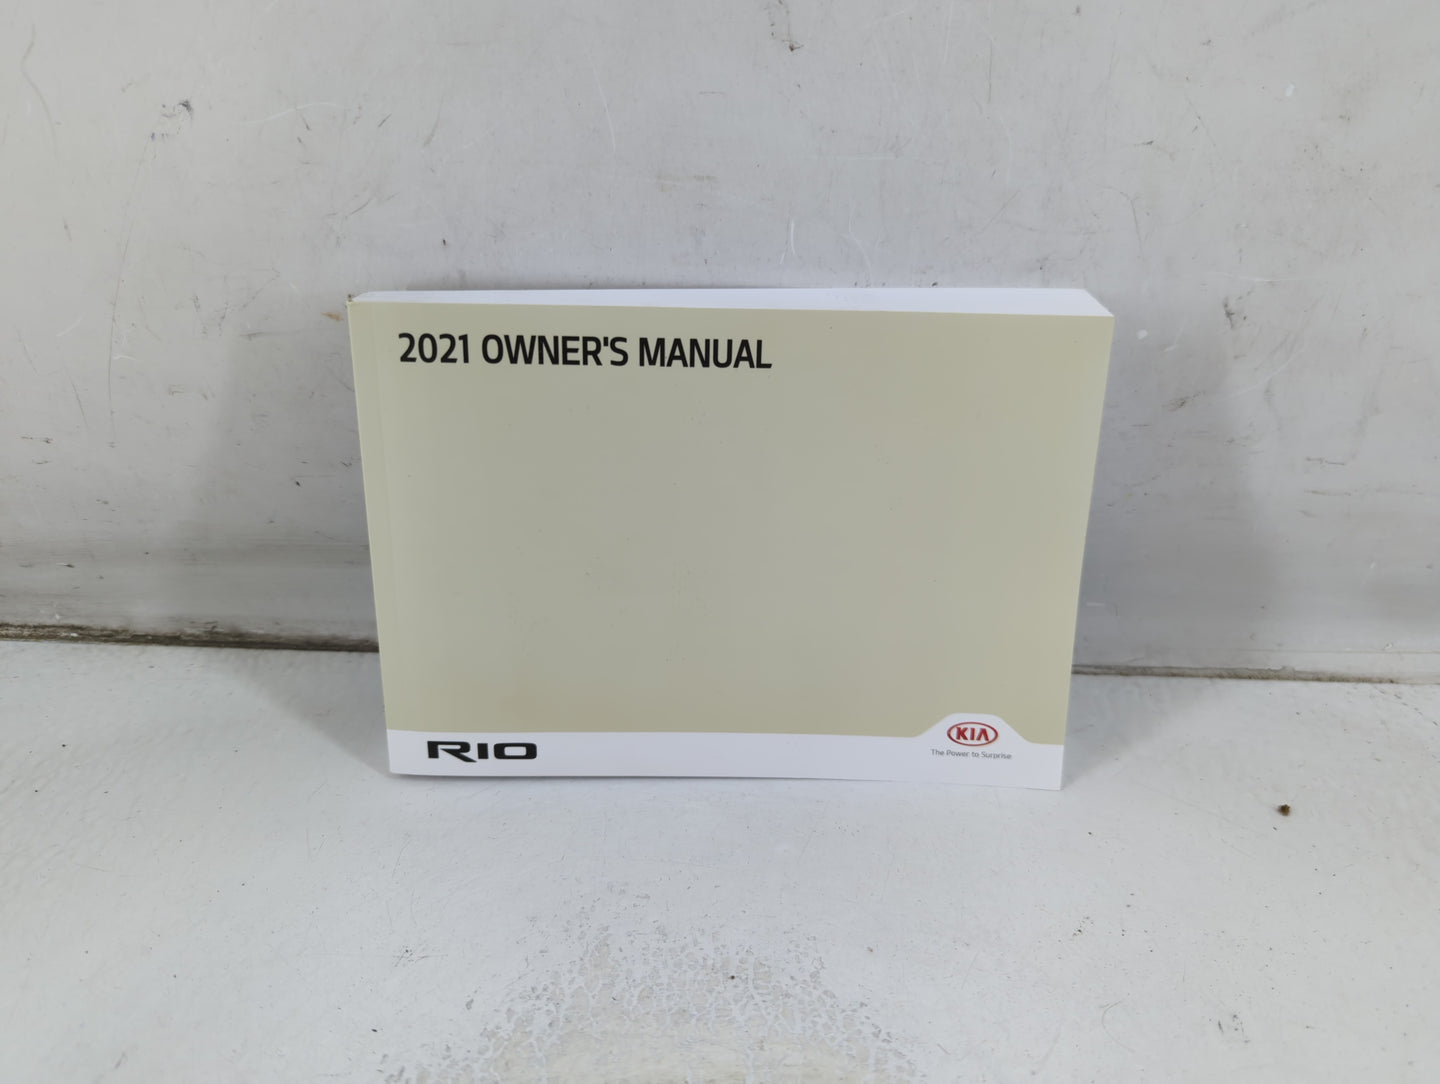 2021 OWNER'S MANUAL
RIO
KIA
The Power to Surprise